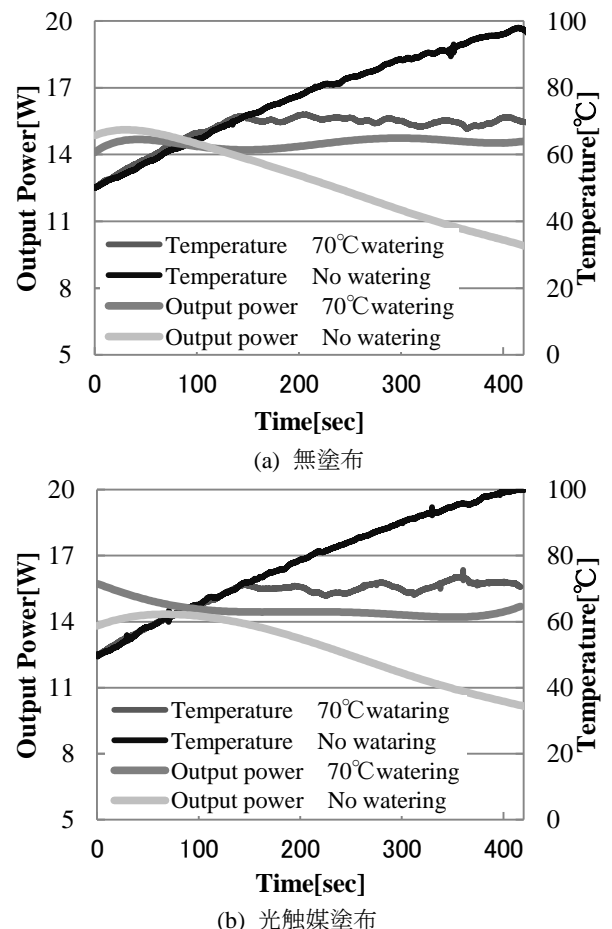 20
17
14
11
8
5
Output Power[W]
100
80
60
40
20
0
Temperature[℃]
Temperature 70℃watering
Temperature No watering
Output power 70℃watering
Output power No watering
0 100 200 300 400
Time[sec]
(a) 無塗布
20
17
14
11
8
5
Output Power[W]
100
80
60
40
20
0
Temperature[℃]
Temperature 70℃wataring
Temperature No wataring
Output power 70℃watering
Output power No watering
0 100 200 300 400
Time[sec]
(b) 光触媒塗布